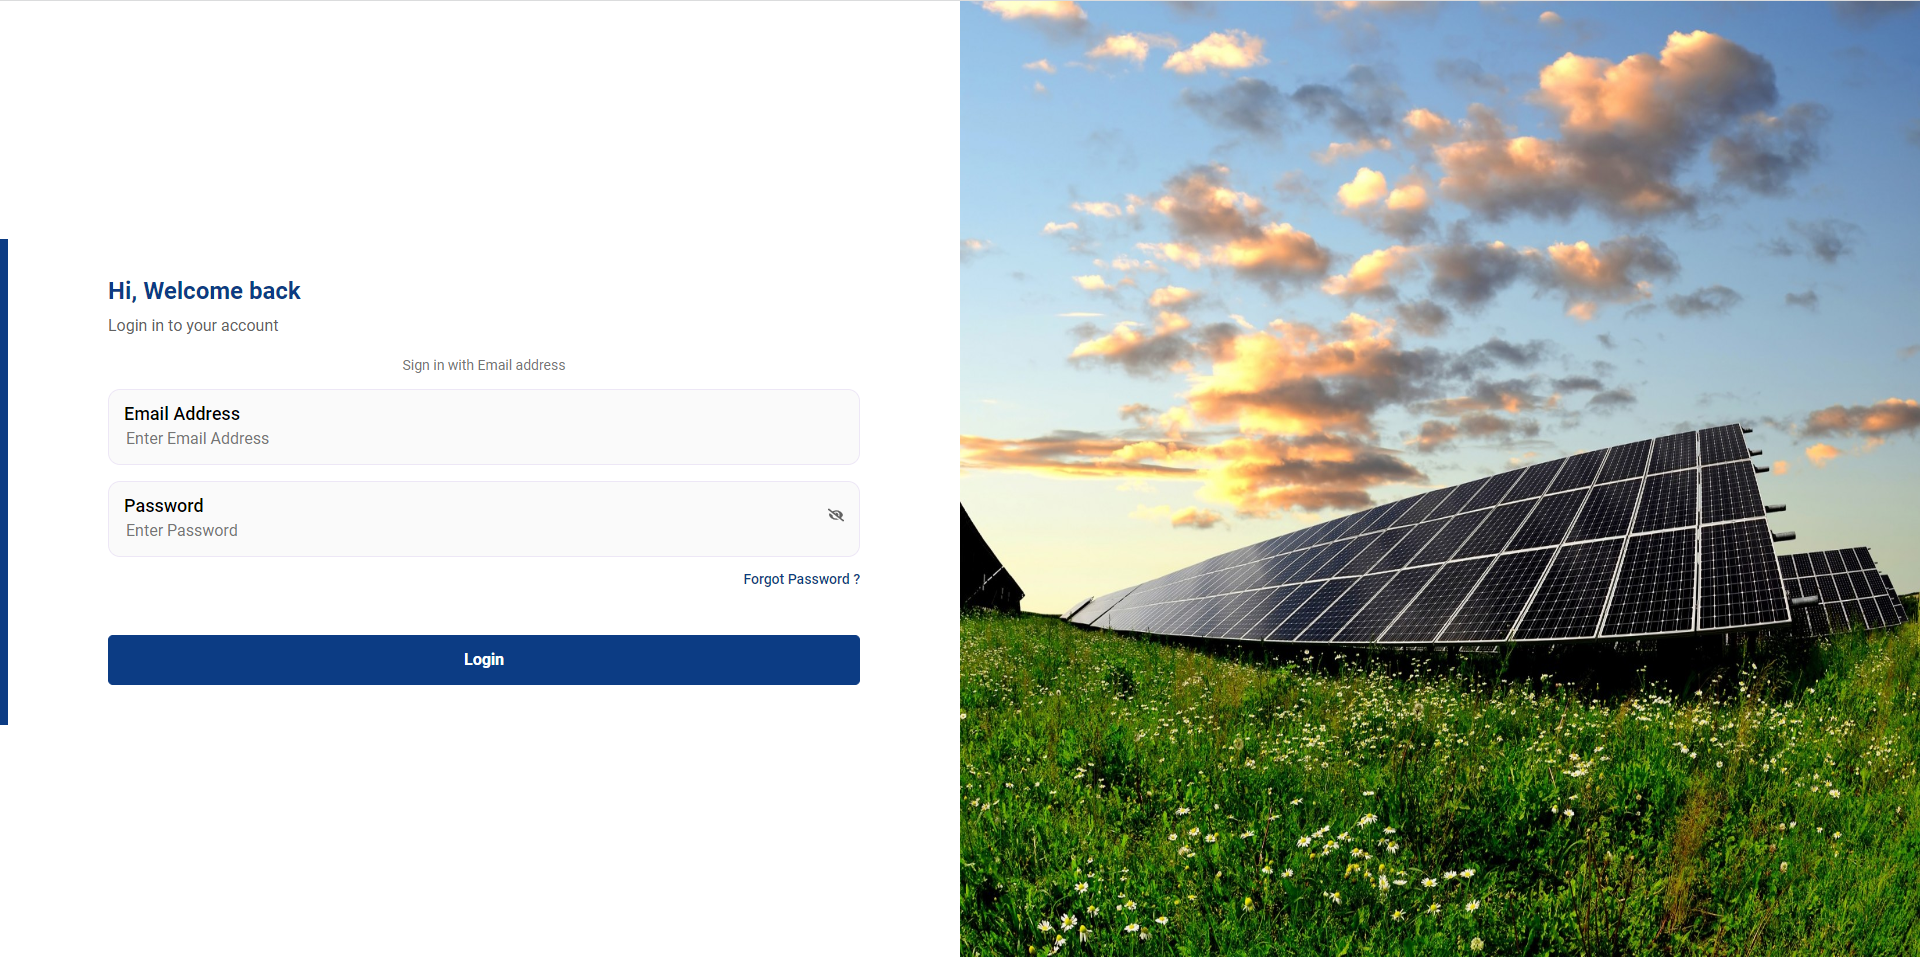 Hi, Welcome back
Login in to your account
Sign in with Email address
Email Address
Enter Email Address
Password
Enter Password
Forgot Password ?
Login